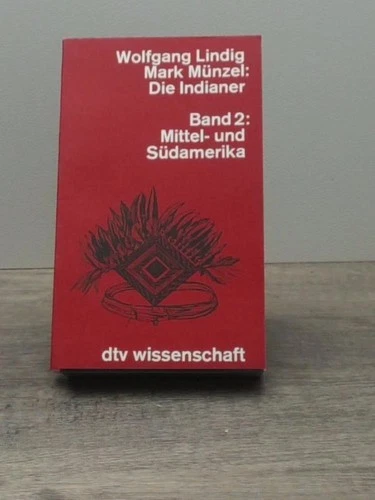 Wolfgang Lindig
Mark Münzel:
Die Indianer
Band 2:
Mittel- und
Südamerika
dtv wissenschaft